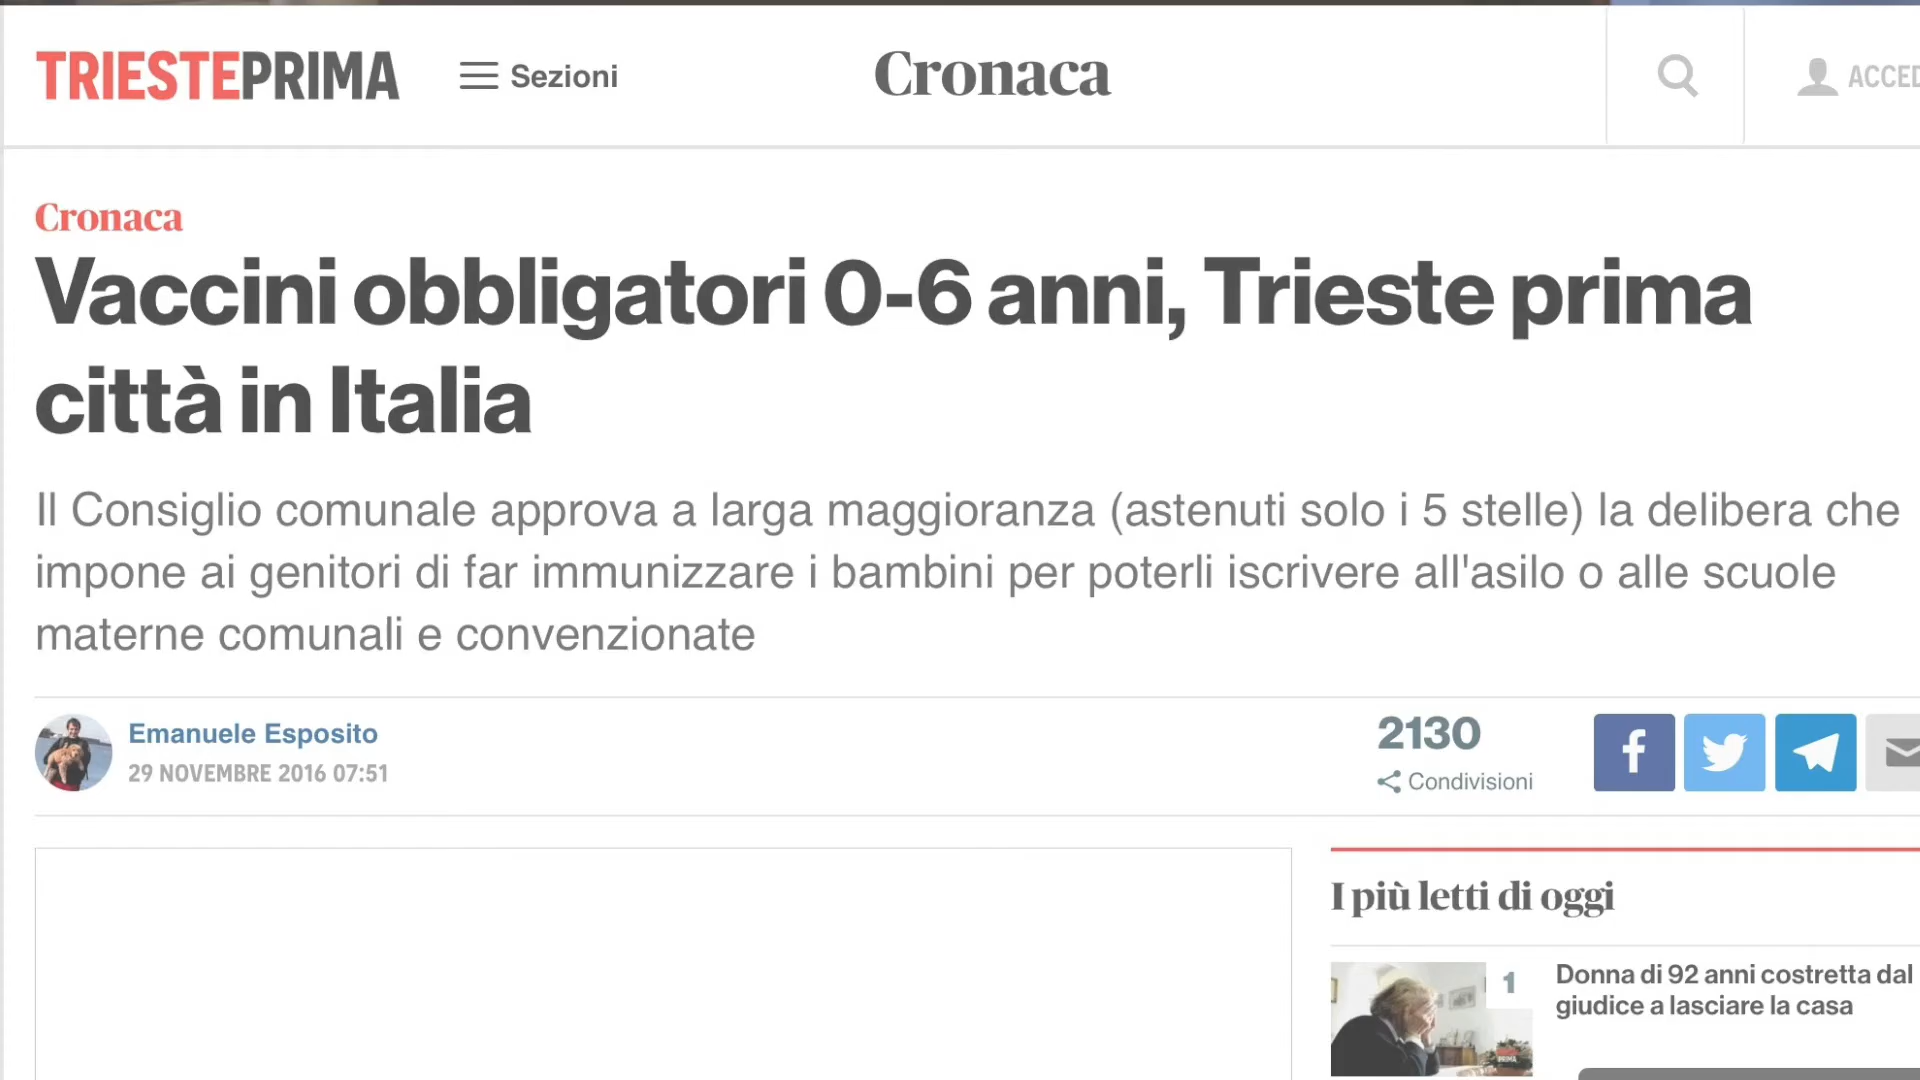 TRIESTEPRIMA
Sezioni
Cronaca
ACCED
Cronaca
Vaccini obbligatori 0-6 anni, Trieste prima
città in Italia
Il Consiglio comunale approva a larga maggioranza (astenuti solo i 5 stelle) la delibera che
impone ai genitori di far immunizzare i bambini per poterli iscrivere all'asilo o alle scuole
materne comunali e convenzionate
Emanuele Esposito
29 NOVEMBRE 2016 07:51
2130
Condivisioni
I più letti di oggi
1
Donna di 92 anni costretta dal
giudice a lasciare la casa